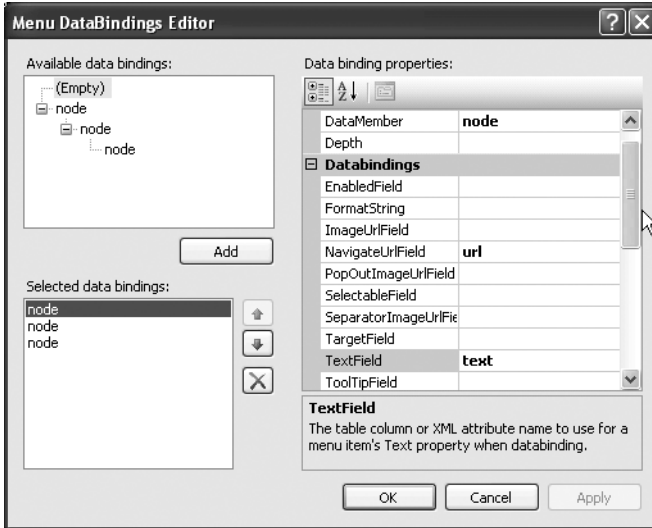 Menu DataBindings Editor
Available data bindings:
(Empty)
node
node
node
Add
Selected data bindings:
node
node
node
Data binding properties:
DataMember node
Depth
Databindings
EnabledField
FormatString
ImageUrlField
NavigateUrlField url
PopOutImageUrlField
SelectableField
SeparatorImageUrlFie
TargetField
TextField text
ToolTipField
TextField
The table column or XML attribute name to use for a
menu item's Text property when databinding.
OK Cancel Apply